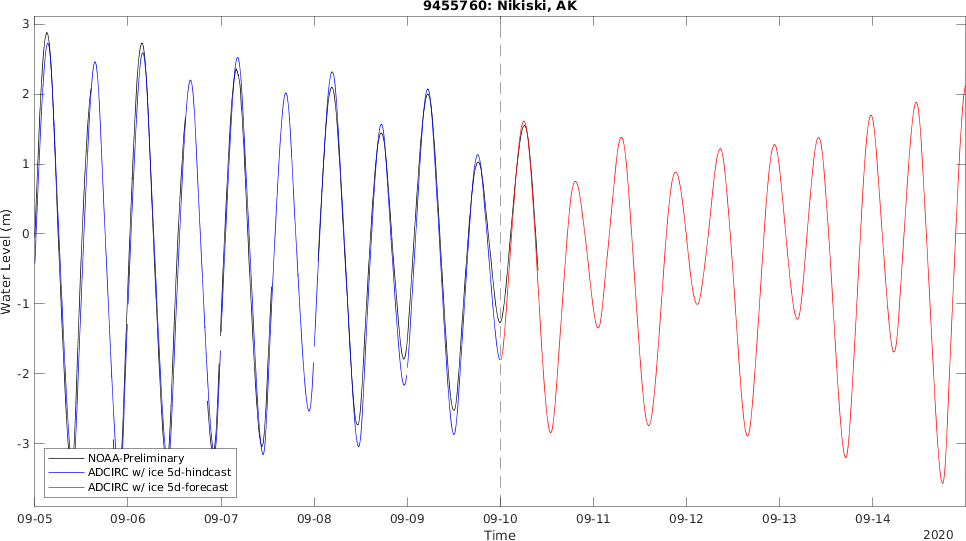 9455760: Nikiski, AK
Water Level (m)
3
2
1
0
-1
-2
-3
NOAA-Preliminary
ADCIRC w/ ice 5d-hindcast
ADCIRC w/ ice 5d-forecast
09-05 09-06 09-07 09-08 09-09 09-10 09-11 09-12 09-13 09-14
Time
2020